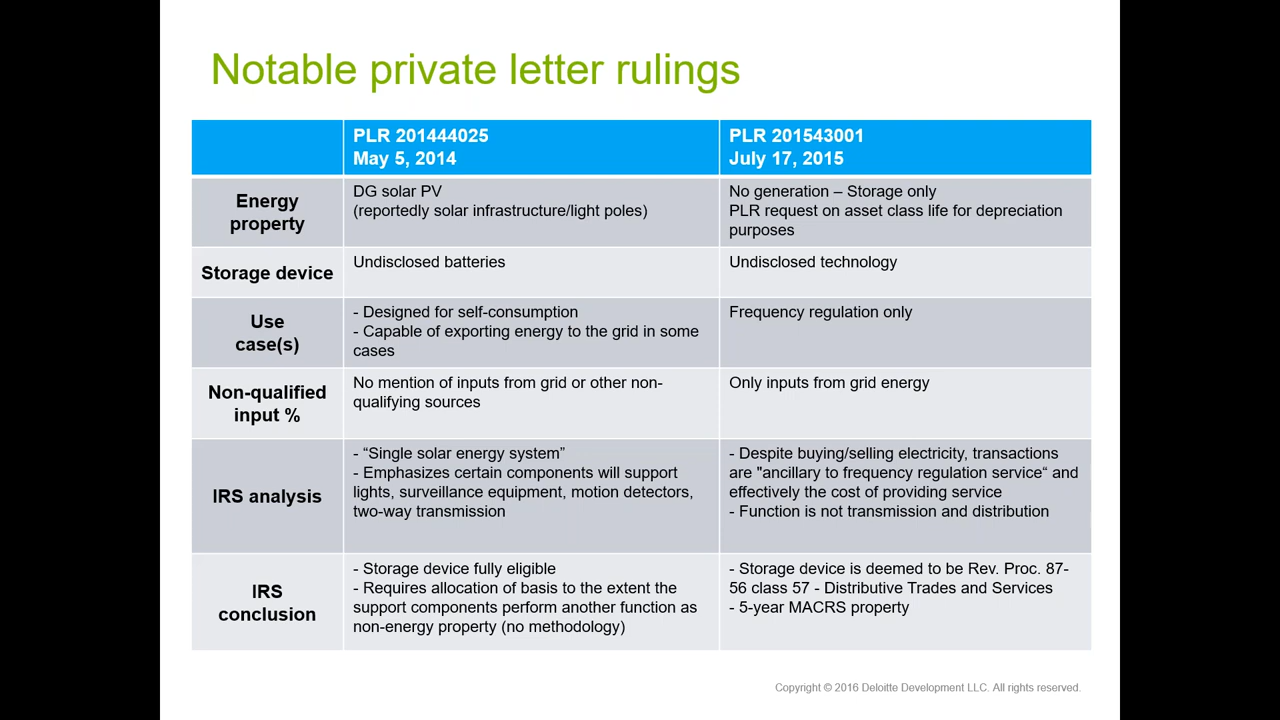 Notable private letter rulings
PLR 201444025
May 5, 2014
PLR 201543001
July 17, 2015
Energy
property
DG solar PV
(reportedly solar infrastructure/light poles)
No generation – Storage only
PLR request on asset class life for depreciation
purposes
Storage device
Undisclosed batteries
Undisclosed technology
Use
case(s)
- Designed for self-consumption
- Capable of exporting energy to the grid in some
cases
Frequency regulation only
Non-qualified
input %
No mention of inputs from grid or other non-
qualifying sources
Only inputs from grid energy
IRS analysis
- “Single solar energy system”
- Emphasizes certain components will support
lights, surveillance equipment, motion detectors,
two-way transmission
- Despite buying/selling electricity, transactions
are "ancillary to frequency regulation service“ and
effectively the cost of providing service
- Function is not transmission and distribution
IRS
conclusion
- Storage device fully eligible
- Requires allocation of basis to the extent the
support components perform another function as
non-energy property (no methodology)
- Storage device is deemed to be Rev. Proc. 87-
56 class 57 - Distributive Trades and Services
- 5-year MACRS property
Copyright © 2016 Deloitte Development LLC. All rights reserved.